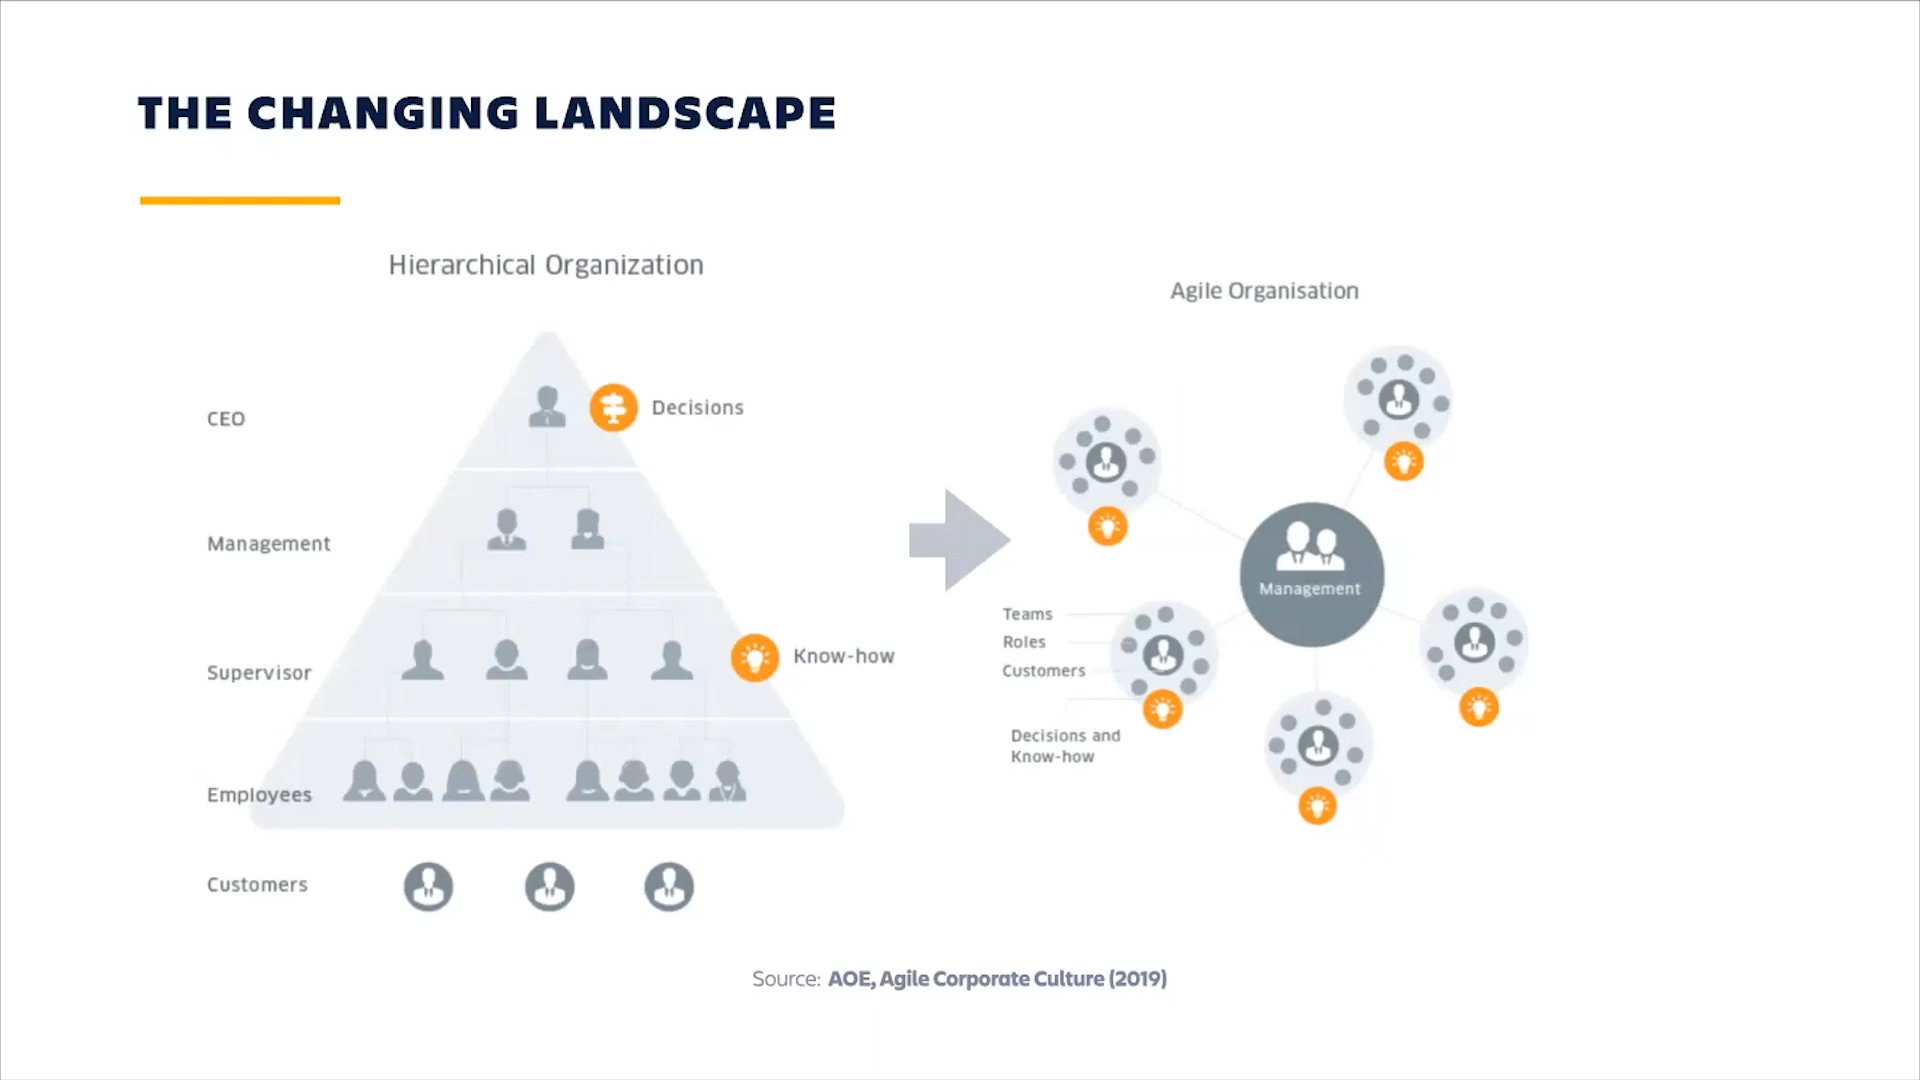 THE CHANGING LANDSCAPE
Hierarchical Organization
CEO
Decisions
Management
Supervisor
Know-how
Employees
Customers
Agile Organisation
Management
Teams
Roles
Customers
Decisions and
Know-how
Source: AOE, Agile Corporate Culture (2019)